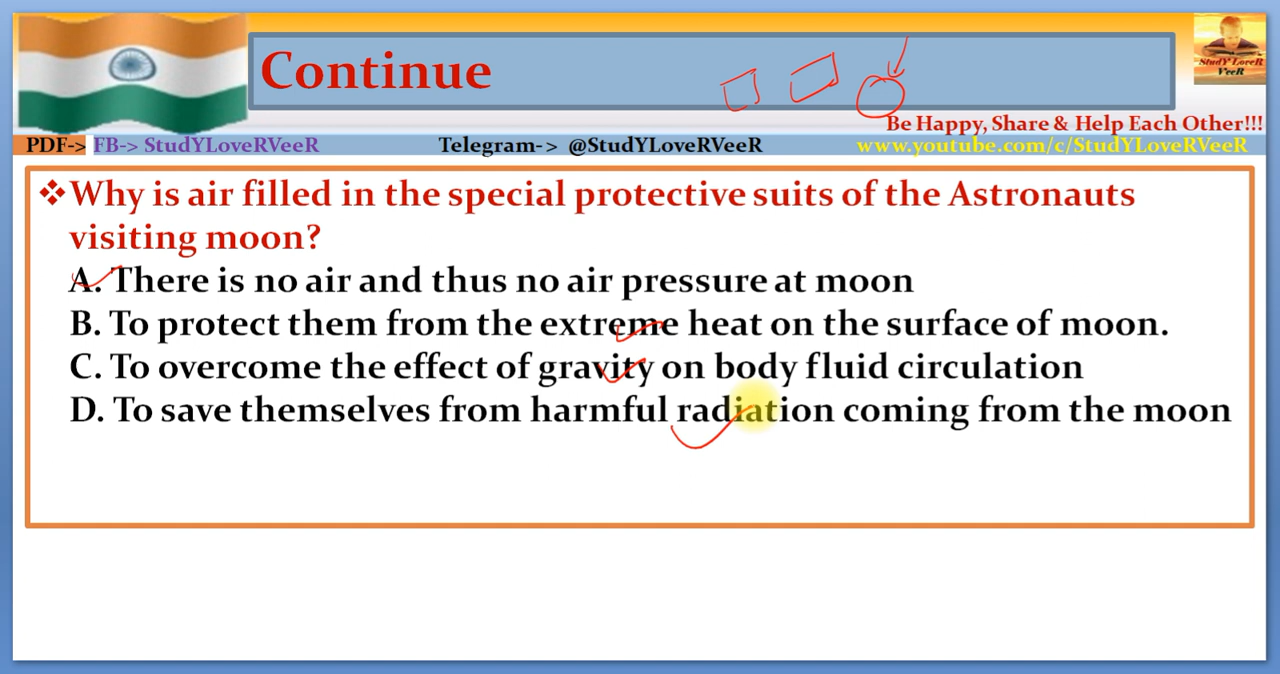 Continue
StudY LoveR
VeeR
Be Happy, Share & Help Each Other!!!
PDF-> FB-> StudYLoveRVeeR Telegram-> @StudYLoveRVeeR www.youtube.com/c/StudYLoveRVeeR
❖Why is air filled in the special protective suits of the Astronauts
visiting moon?
A. There is no air and thus no air pressure at moon
B. To protect them from the extreme heat on the surface of moon.
C. To overcome the effect of gravity on body fluid circulation
D. To save themselves from harmful radiation coming from the moon